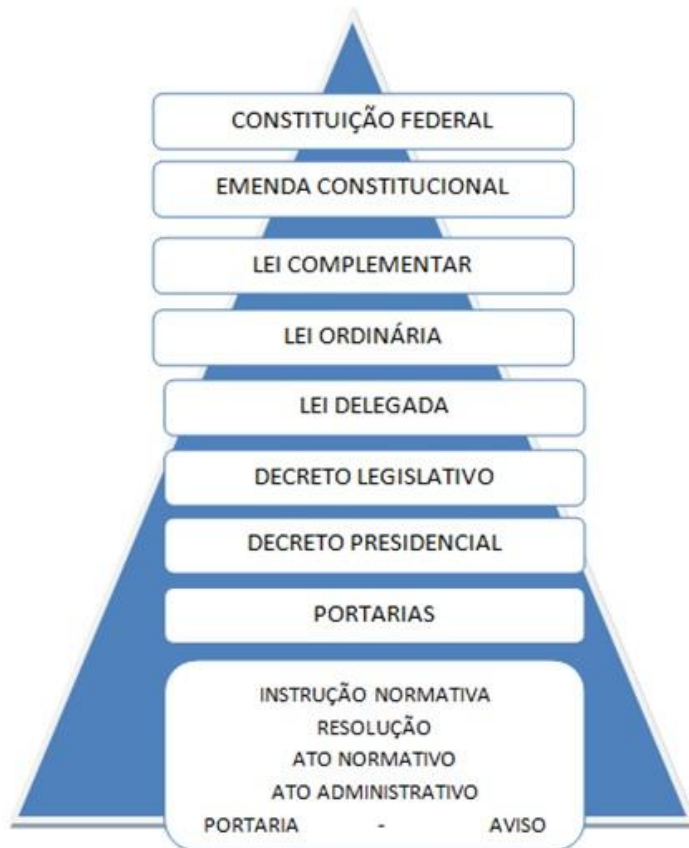 CONSTITUIÇÃO FEDERAL
EMENDA CONSTITUCIONAL
LEI COMPLEMENTAR
LEI ORDINÁRIA
LEI DELEGADA
DECRETO LEGISLATIVO
DECRETO PRESIDENCIAL
PORTARIAS
INSTRUÇÃO NORMATIVA
RESOLUÇÃO
ATO NORMATIVO
ATO ADMINISTRATIVO
PORTARIA - AVISO